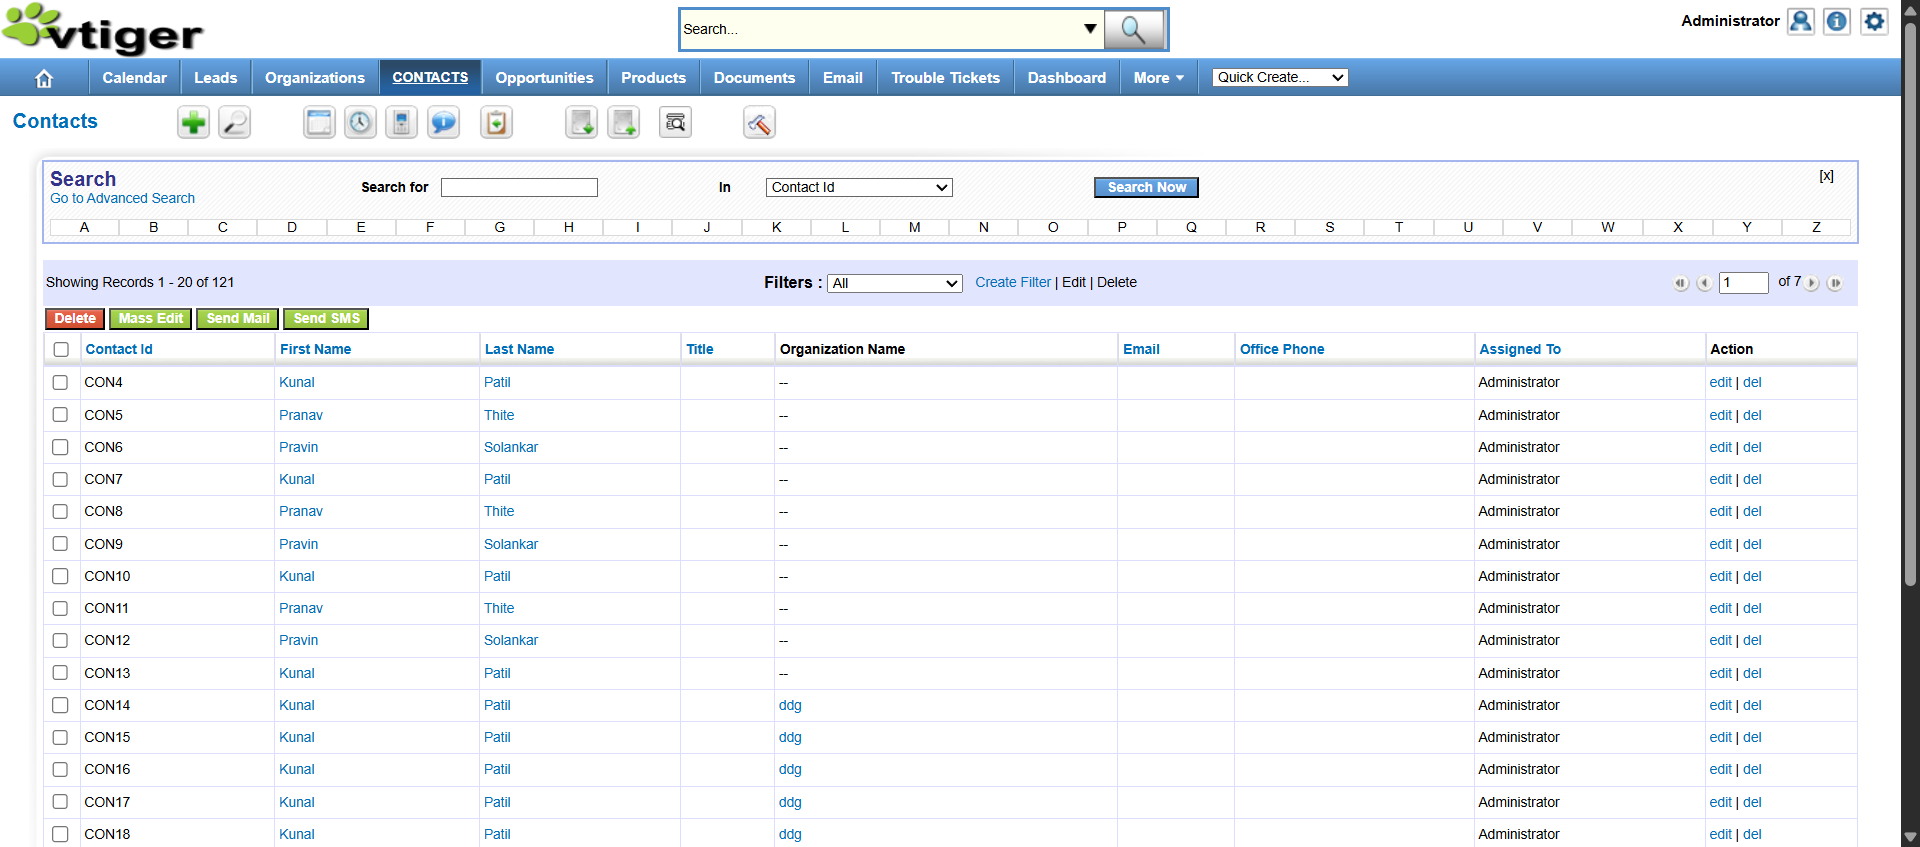 vtiger
Search...
Administrator
Calendar Leads Organizations CONTACTS Opportunities Products Documents Email Trouble Tickets Dashboard More Quick Create...
Contacts
Search
Go to Advanced Search
Search for In Contact Id Search Now [x]
A B C D E F G H I J K L M N O P Q R S T U V W X Y Z
Showing Records 1 - 20 of 121 Filters : All Create Filter | Edit | Delete 1 of 7
Delete Mass Edit Send Mail Send SMS
Contact Id First Name Last Name Title Organization Name Email Office Phone Assigned To Action
CON4 Kunal Patil -- Administrator edit | del
CON5 Pranav Thite -- Administrator edit | del
CON6 Pravin Solankar -- Administrator edit | del
CON7 Kunal Patil -- Administrator edit | del
CON8 Pranav Thite -- Administrator edit | del
CON9 Pravin Solankar -- Administrator edit | del
CON10 Kunal Patil -- Administrator edit | del
CON11 Pranav Thite -- Administrator edit | del
CON12 Pravin Solankar -- Administrator edit | del
CON13 Kunal Patil -- Administrator edit | del
CON14 Kunal Patil ddg Administrator edit | del
CON15 Kunal Patil ddg Administrator edit | del
CON16 Kunal Patil ddg Administrator edit | del
CON17 Kunal Patil ddg Administrator edit | del
CON18 Kunal Patil ddg Administrator edit | del